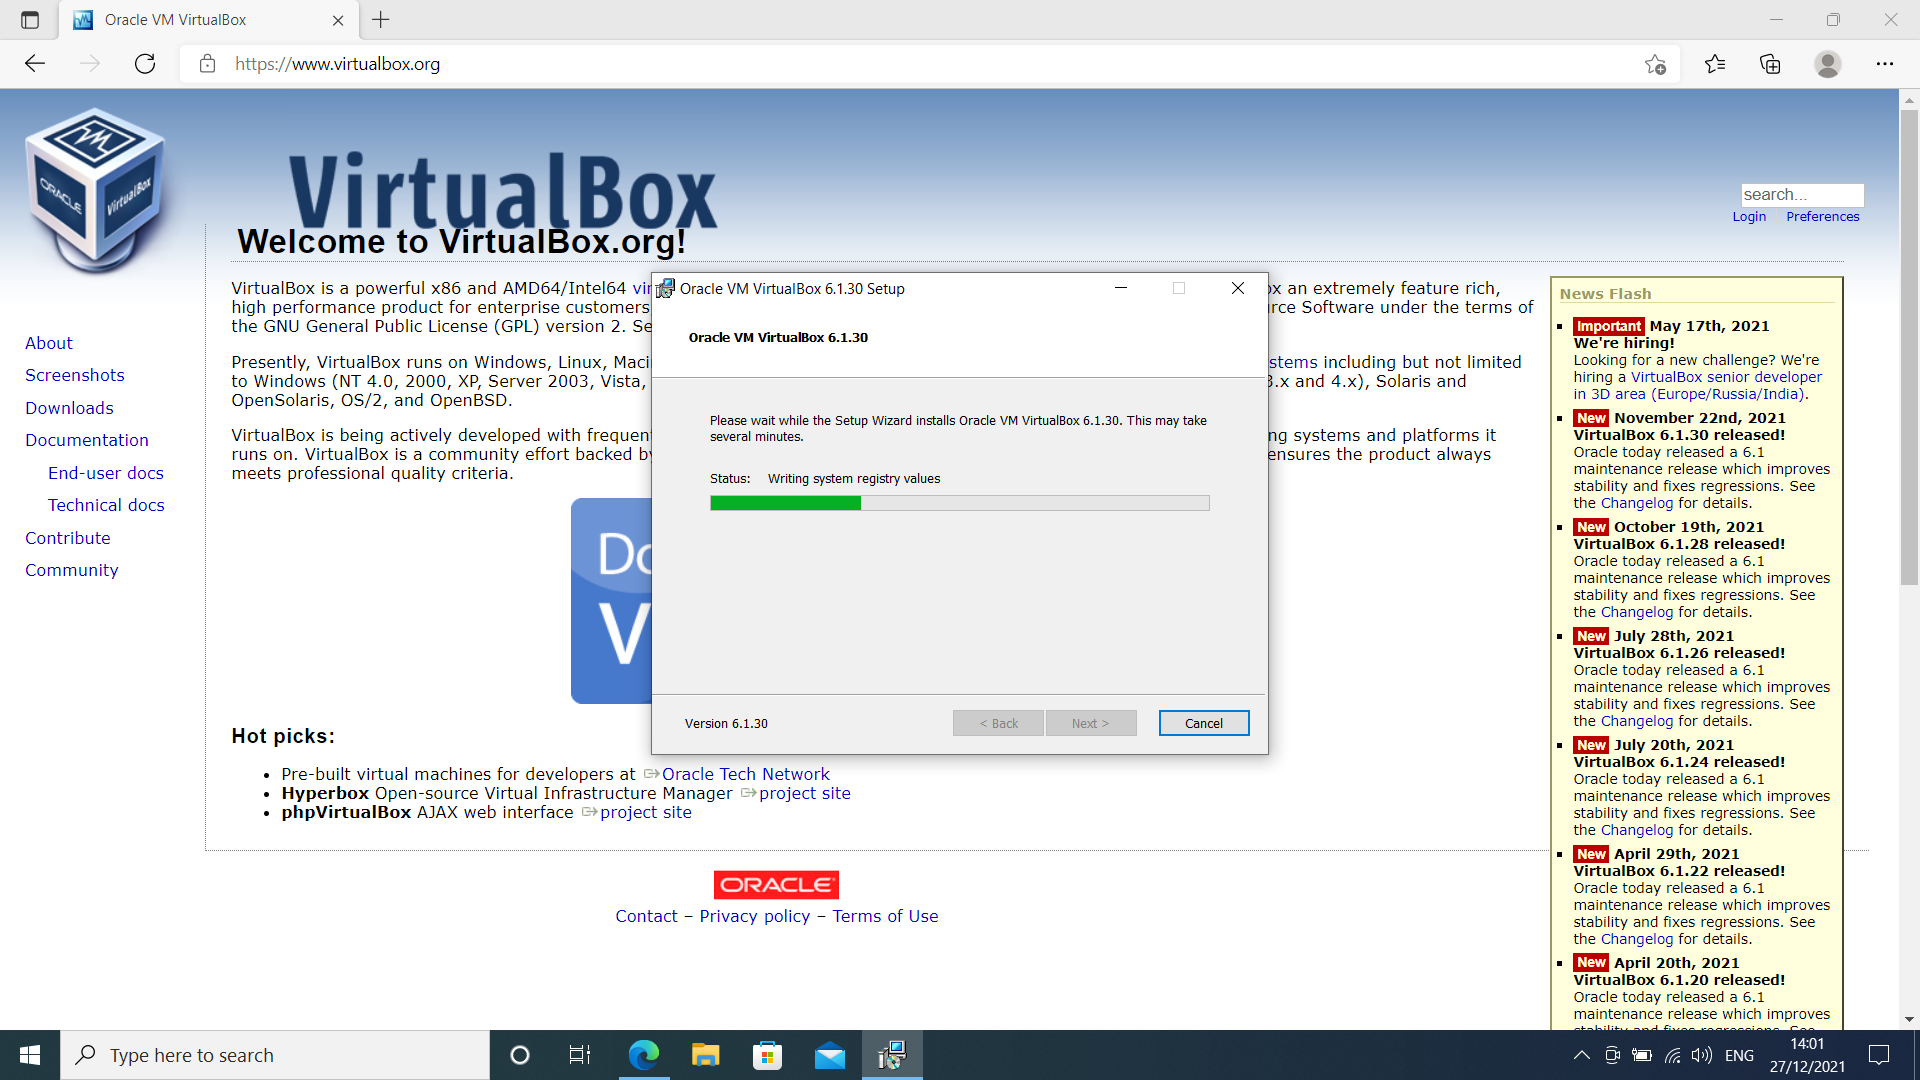 Oracle VM VirtualBox
https://www.virtualbox.org
ORACLE
VirtualBox
VirtualBox
search...
Login Preferences
Welcome to VirtualBox.org!
About
Screenshots
Downloads
Documentation
End-user docs
Technical docs
Contribute
Community
VirtualBox is a powerful x86 and AMD64/Intel64
high performance product for enterprise customers
the GNU General Public License (GPL) version 2.
an extremely feature rich,
Software under the terms of
Presently, VirtualBox runs on Windows, Linux,
to Windows (NT 4.0, 2000, XP, Server 2003, Vista,
OpenSolaris, OS/2, and OpenBSD.
including but not limited
3.x and 4.x), Solaris and
VirtualBox is being actively developed with
runs on. VirtualBox is a community effort backed
meets professional quality criteria.
systems and platforms it
ensures the product always
Oracle VM VirtualBox 6.1.30 Setup
Oracle VM VirtualBox 6.1.30
Please wait while the Setup Wizard installs Oracle VM VirtualBox 6.1.30. This may take
several minutes.
Status: Writing system registry values
Version 6.1.30
< Back
Next >
Cancel
Hot picks:
Pre-built virtual machines for developers at Oracle Tech Network
Hyperbox Open-source Virtual Infrastructure Manager project site
phpVirtualBox AJAX web interface project site
ORACLE
Contact – Privacy policy – Terms of Use
News Flash
Important May 17th, 2021
We're hiring!
Looking for a new challenge? We're
hiring a VirtualBox senior developer
in 3D area (Europe/Russia/India).
New November 22nd, 2021
VirtualBox 6.1.30 released!
Oracle today released a 6.1
maintenance release which improves
stability and fixes regressions. See
the Changelog for details.
New October 19th, 2021
VirtualBox 6.1.28 released!
Oracle today released a 6.1
maintenance release which improves
stability and fixes regressions. See
the Changelog for details.
New July 28th, 2021
VirtualBox 6.1.26 released!
Oracle today released a 6.1
maintenance release which improves
stability and fixes regressions. See
the Changelog for details.
New July 20th, 2021
VirtualBox 6.1.24 released!
Oracle today released a 6.1
maintenance release which improves
stability and fixes regressions. See
the Changelog for details.
New April 29th, 2021
VirtualBox 6.1.22 released!
Oracle today released a 6.1
maintenance release which improves
stability and fixes regressions. See
the Changelog for details.
New April 20th, 2021
VirtualBox 6.1.20 released!
Oracle today released a 6.1
maintenance release which improves
stability and fixes regressions. See
Type here to search
ENG
14:01
27/12/2021